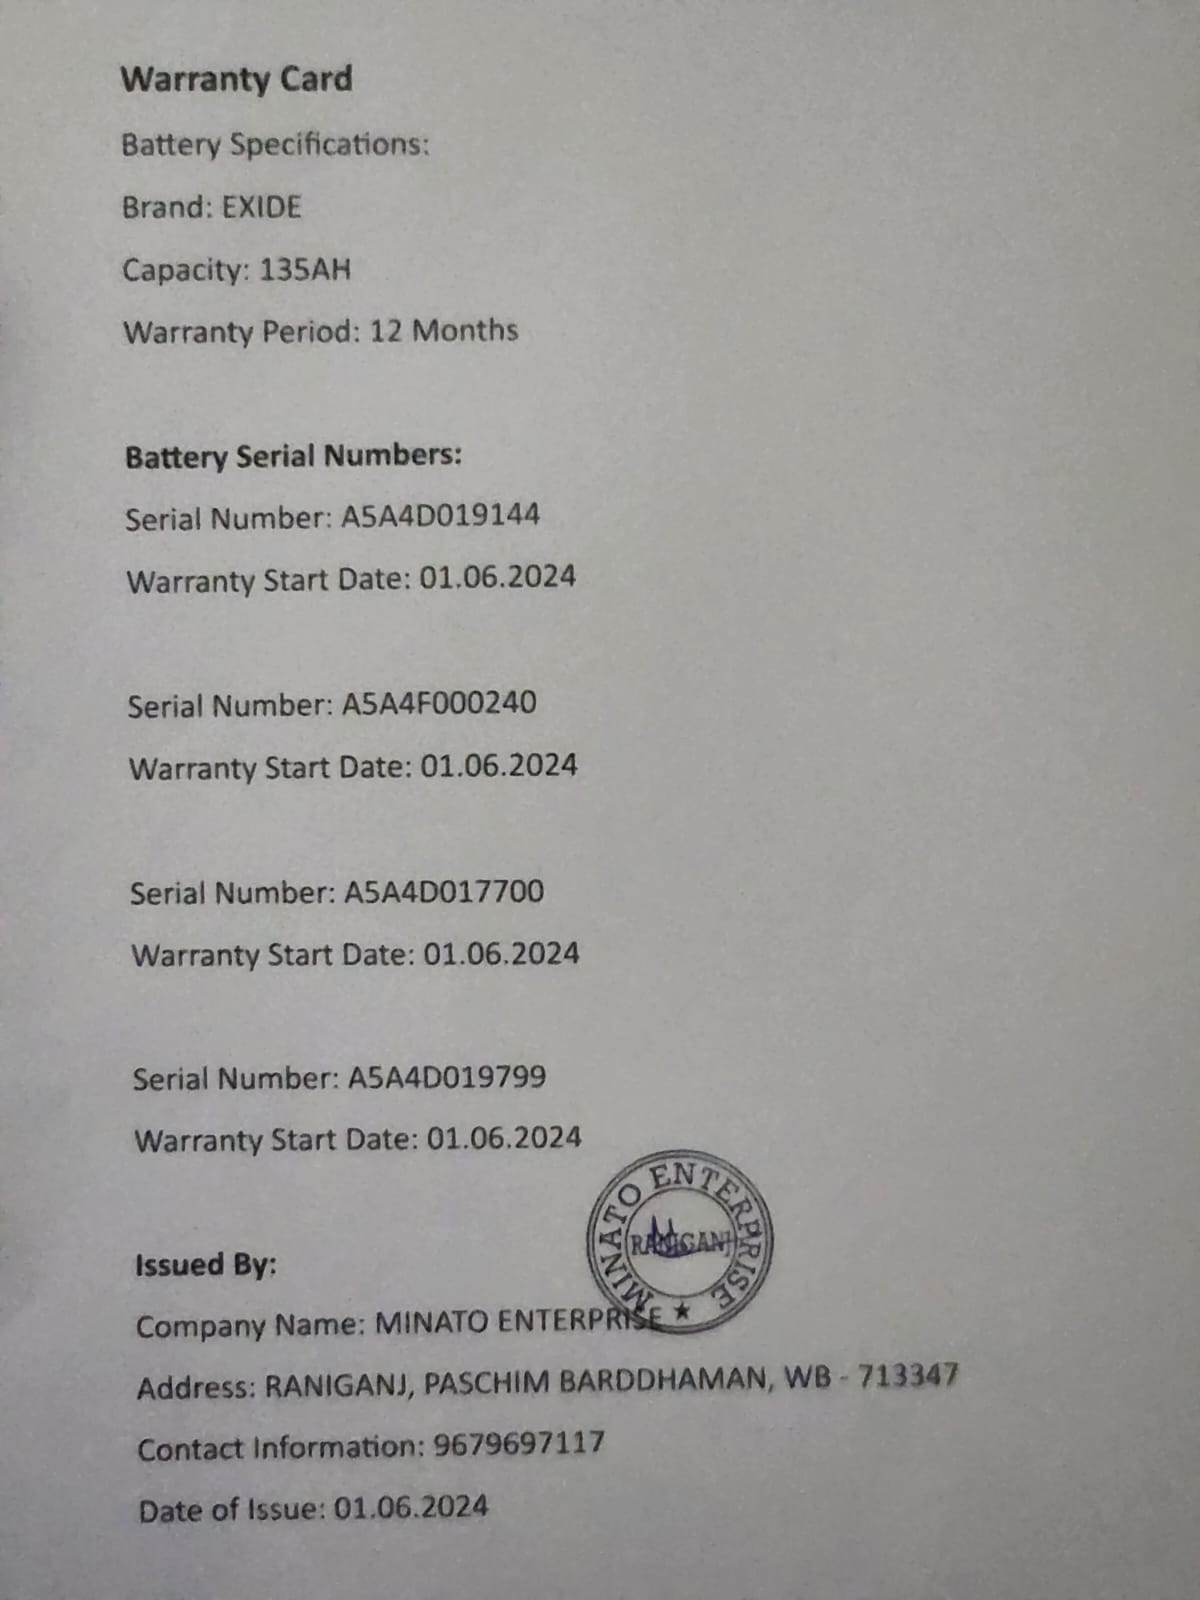 Warranty Card
Battery Specifications:
Brand: EXIDE
Capacity: 135AH
Warranty Period: 12 Months
Battery Serial Numbers:
Serial Number: A5A4D019144
Warranty Start Date: 01.06.2024
Serial Number: A5A4F000240
Warranty Start Date: 01.06.2024
Serial Number: A5A4D017700
Warranty Start Date: 01.06.2024
Serial Number: A5A4D019799
Warranty Start Date: 01.06.2024
MINATO ENTERPRISE
RANIGANJ
Issued By:
Company Name: MINATO ENTERPRISE
Address: RANIGANJ, PASCHIM BARDDHAMAN, WB - 713347
Contact Information: 9679697117
Date of Issue: 01.06.2024